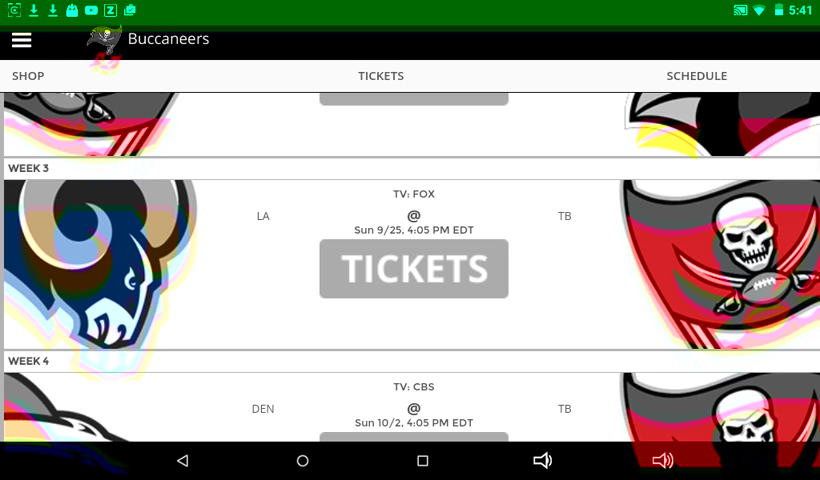 5:41
Buccaneers
SHOP TICKETS SCHEDULE
WEEK 3
TV: FOX
LA @ TB
Sun 9/25, 4:05 PM EDT
TICKETS
WEEK 4
TV: CBS
DEN @ TB
Sun 10/2, 4:05 PM EDT